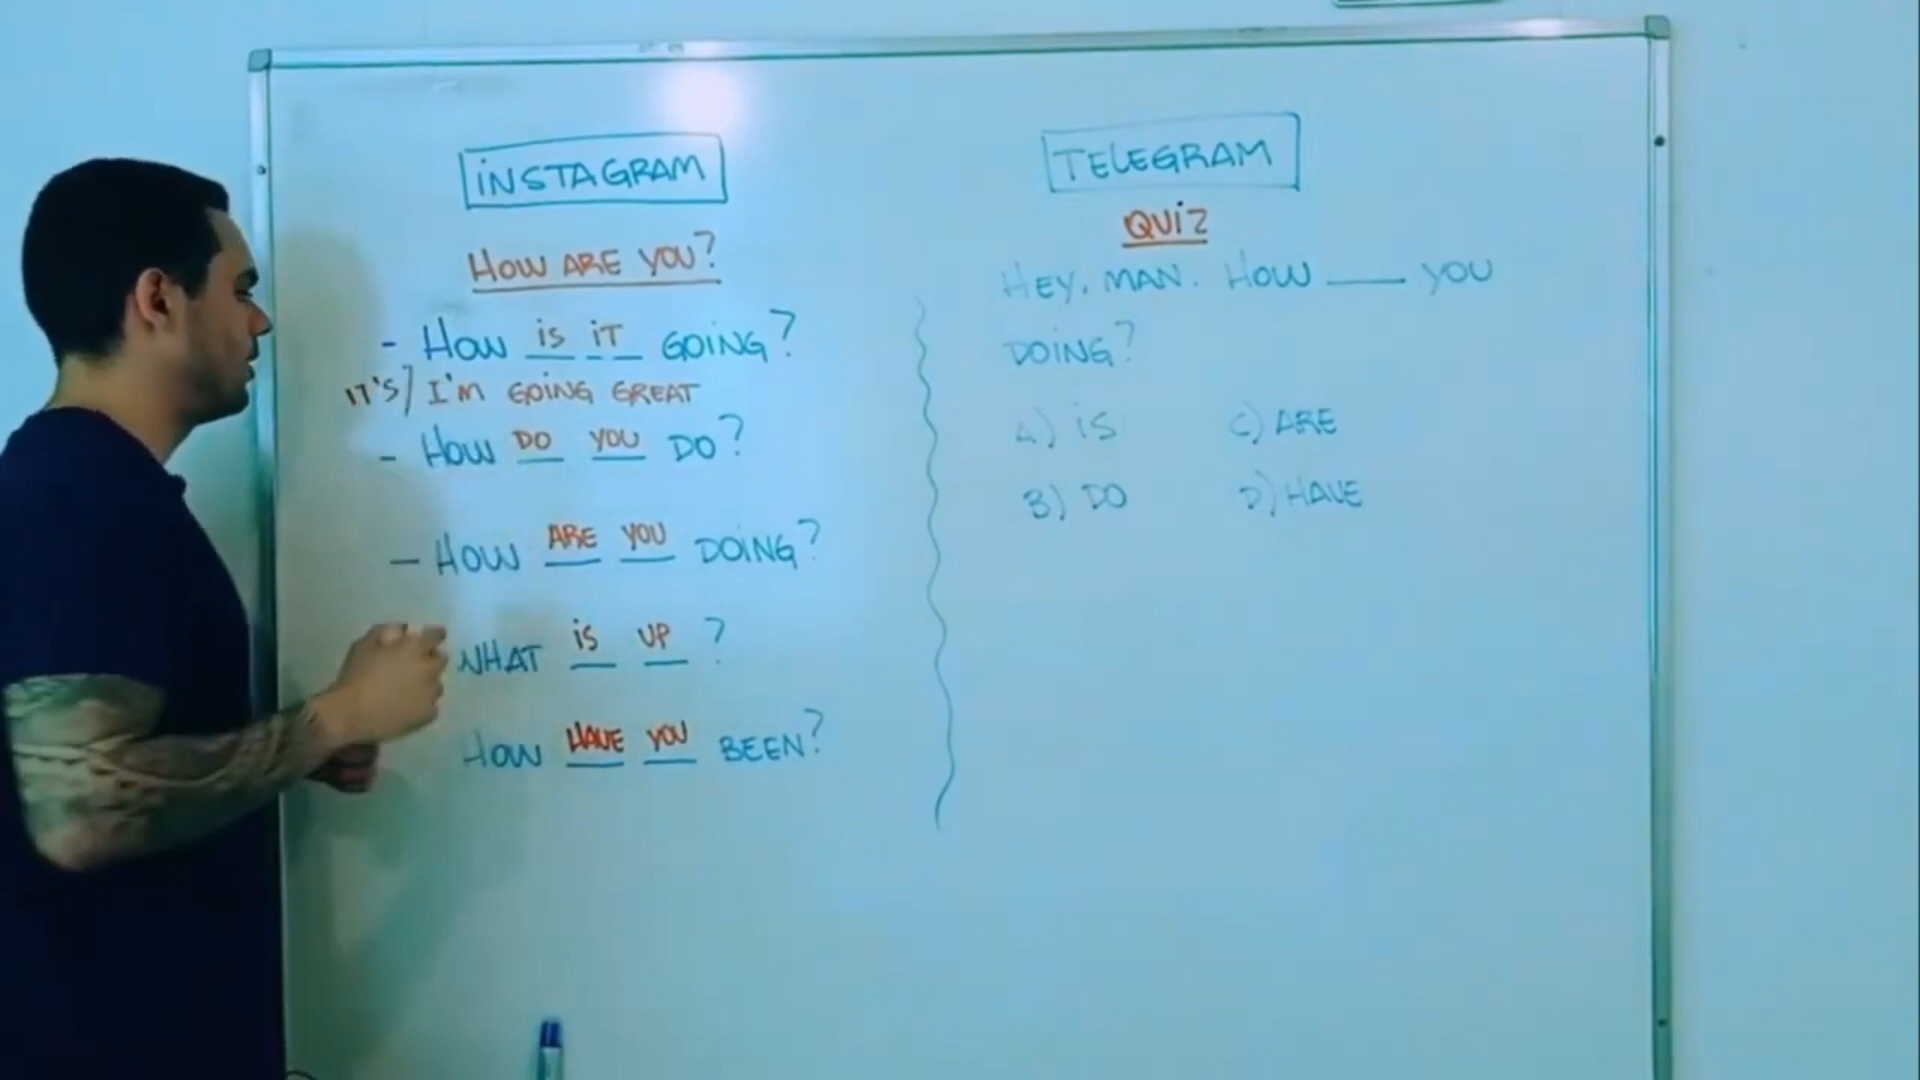 INSTAGRAM
HOW ARE YOU?
- HOW is iT GOING?
IT'S/ I'M GOING GREAT
- HOW DO YOU DO?
- HOW ARE YOU DOING?
WHAT iS UP ?
HOW HAVE YOU BEEN?
TELEGRAM
QUIZ
HEY, MAN. HOW ___ YOU
DOING?
A) iS C) ARE
B) DO D) HAVE